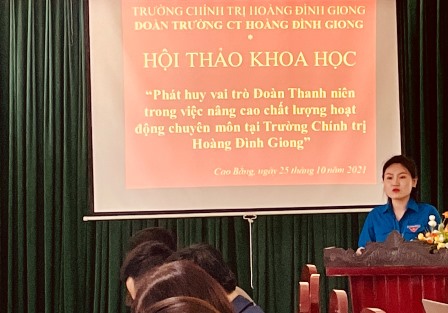 TRƯỜNG CHÍNH TRỊ HOÀNG ĐÌNH GIONG
ĐOÀN TRƯỜNG CT HOÀNG ĐÌNH GIONG
*
HỘI THẢO KHOA HỌC
“Phát huy vai trò Đoàn Thanh niên
trong việc nâng cao chất lượng hoạt
động chuyên môn tại Trường Chính trị
Hoàng Đình Giong”
Cao Bằng, ngày 25 tháng 10 năm 2021